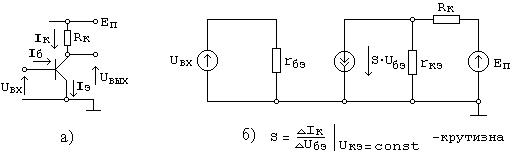 Eп
Iк
Rк
Iб
Uвх
Iэ
Uвых
а)
Uвх
rбэ
S·Uбэ
rкэ
Rк
Eп
б) S = ΔIк / ΔUбэ | Uкэ=const -крутизна